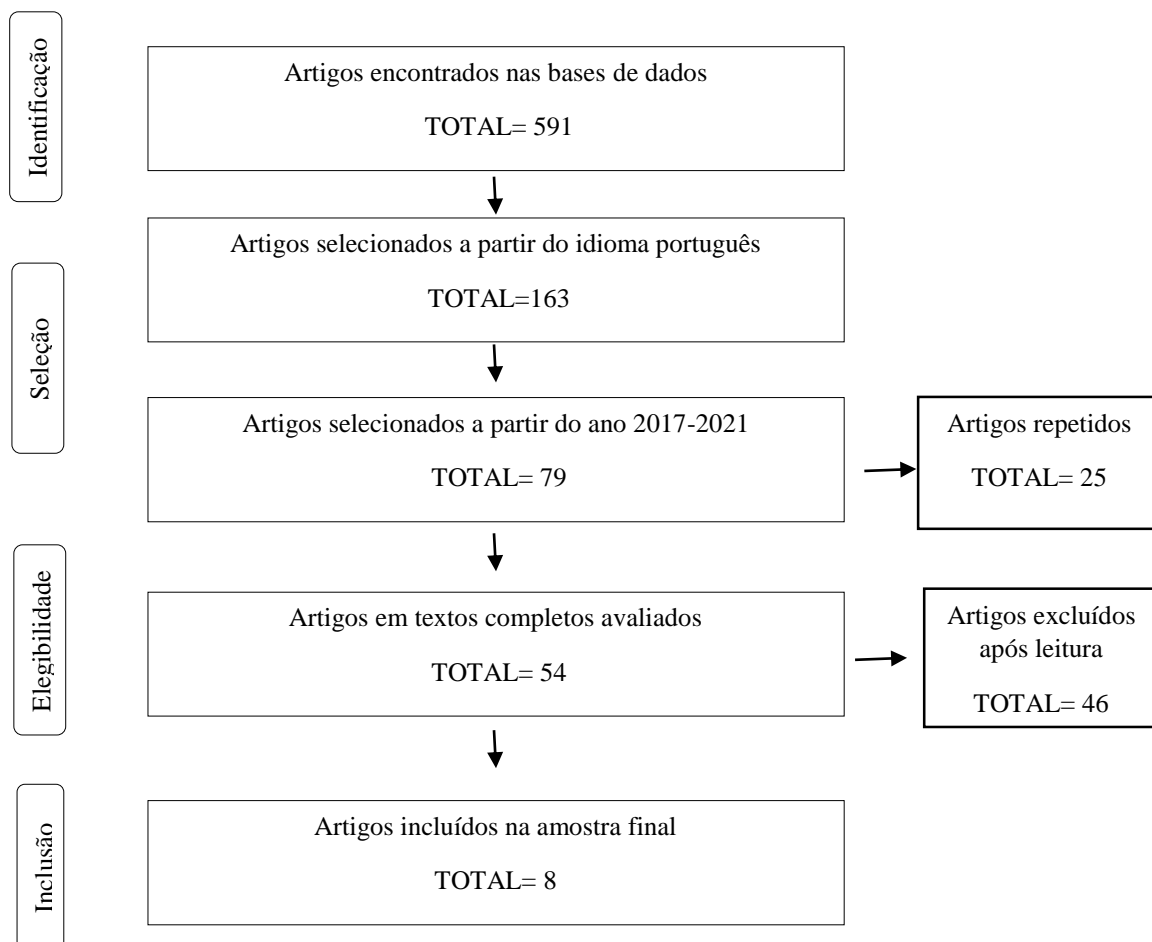 Identificação
Artigos encontrados nas bases de dados
TOTAL= 591
Seleção
Artigos selecionados a partir do idioma português
TOTAL=163
Artigos selecionados a partir do ano 2017-2021
TOTAL= 79
Artigos repetidos
TOTAL= 25
Elegibilidade
Artigos em textos completos avaliados
TOTAL= 54
Artigos excluídos
após leitura
TOTAL= 46
Inclusão
Artigos incluídos na amostra final
TOTAL= 8